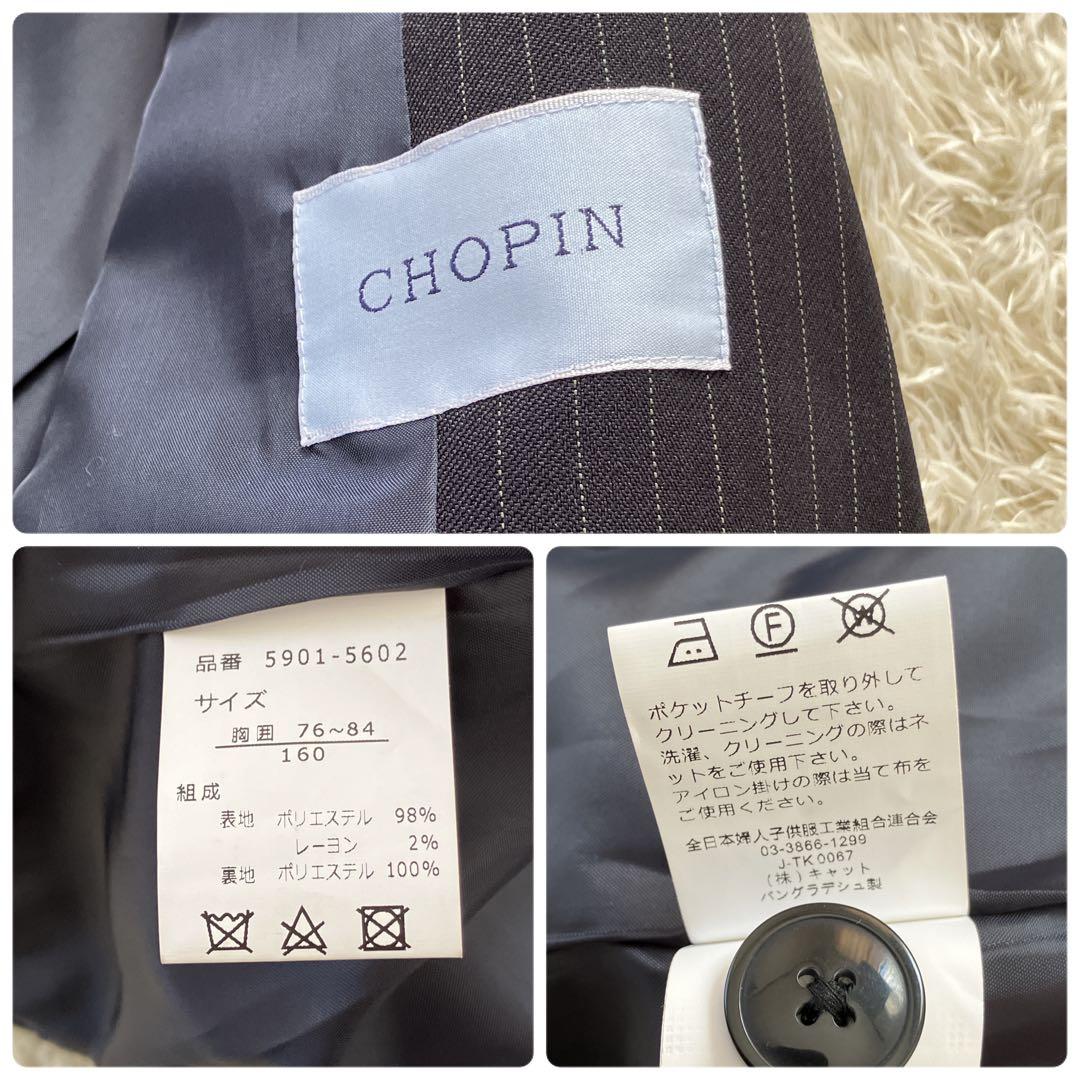 CHOPIN
品番 5901-5602
サイズ
胸囲 76~84
160
組成
表地 ポリエステル 98%
レーヨン 2%
裏地 ポリエステル 100%
F W
ポケットチーフを取り外して
クリーニングして下さい。
洗濯、クリーニングの際はネ
ットをご使用下さい。
アイロン掛けの際は当て布を
ご使用ください。
全日本婦人子供服工業組合連合会
03-3866-1299
J-TK0067
(株)キャット
バングラデシュ製